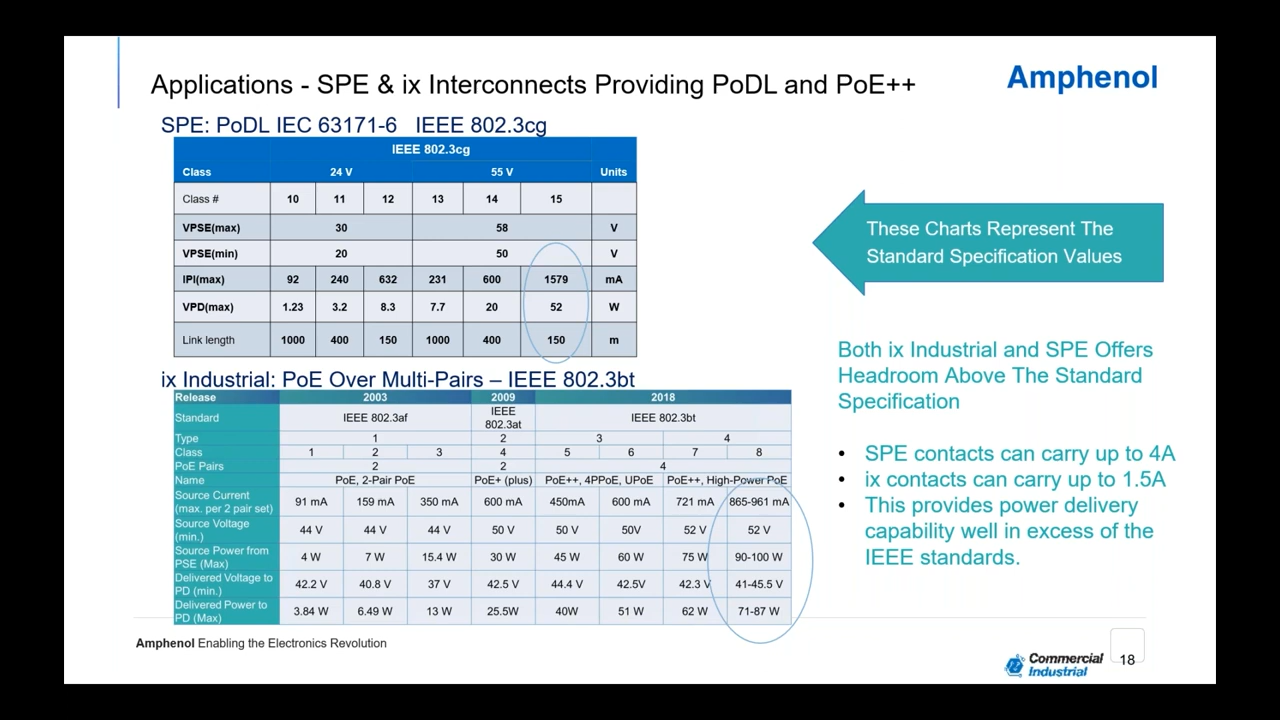 Applications - SPE & ix Interconnects Providing PoDL and PoE++
Amphenol
SPE: PoDL IEC 63171-6 IEEE 802.3cg
IEEE 802.3cg
Class 24 V 55 V Units
Class # 10 11 12 13 14 15
VPSE(max) 30 58 V
VPSE(min) 20 50 V
IPI(max) 92 240 632 231 600 1579 mA
VPD(max) 1.23 3.2 8.3 7.7 20 52 W
Link length 1000 400 150 1000 400 150 m
These Charts Represent The
Standard Specification Values
ix Industrial: PoE Over Multi-Pairs – IEEE 802.3bt
Release 2003 2009 2018
Standard IEEE 802.3af IEEE 802.3at IEEE 802.3bt
Type 1 2 3 4
Class 1 2 3 4 5 6 7 8
PoE Pairs 2 2 4
Name PoE, 2-Pair PoE PoE+ (plus) PoE++, 4PPoE, UPoE PoE++, High-Power PoE
Source Current
(max. per 2 pair set) 91 mA 159 mA 350 mA 600 mA 450mA 600 mA 721 mA 865-961 mA
Source Voltage
(min.) 44 V 44 V 44 V 50 V 50 V 50V 52 V 52 V
Source Power from
PSE (Max) 4 W 7 W 15.4 W 30 W 45 W 60 W 75 W 90-100 W
Delivered Voltage to
PD (min.) 42.2 V 40.8 V 37 V 42.5 V 44.4 V 42.5V 42.3 V 41-45.5 V
Delivered Power to
PD (Max) 3.84 W 6.49 W 13 W 25.5W 40W 51 W 62 W 71-87 W
Both ix Industrial and SPE Offers
Headroom Above The Standard
Specification
• SPE contacts can carry up to 4A
• ix contacts can carry up to 1.5A
• This provides power delivery
capability well in excess of the
IEEE standards.
Amphenol Enabling the Electronics Revolution
Commercial
Industrial
18